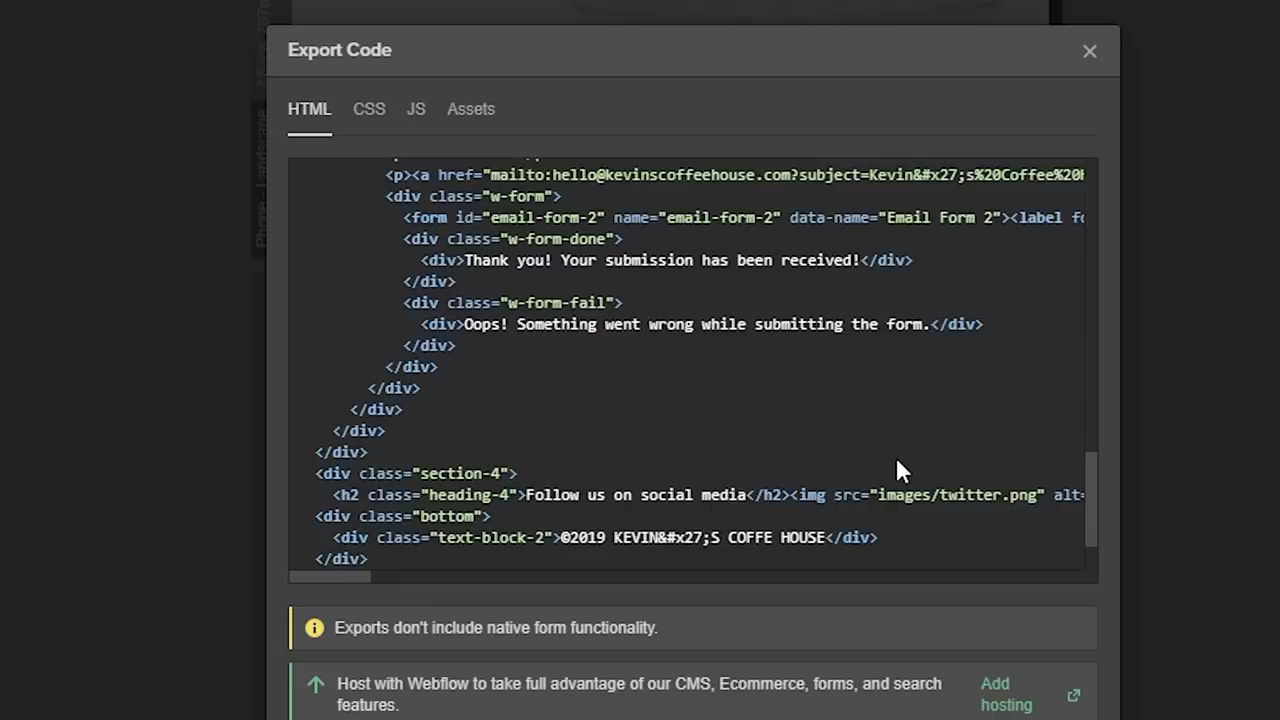 Export Code
HTML CSS JS Assets
<p><a href="mailto:hello@kevinscoffeehouse.com?subject=Kevin&#x27;s%20Coffee%20
<div class="w-form">
<form id="email-form-2" name="email-form-2" data-name="Email Form 2"><label fo
<div class="w-form-done">
<div>Thank you! Your submission has been received!</div>
</div>
<div class="w-form-fail">
<div>Oops! Something went wrong while submitting the form.</div>
</div>
</div>
</div>
</div>
</div>
</div>
<div class="section-4">
<h2 class="heading-4">Follow us on social media</h2><img src="images/twitter.png" alt=
<div class="bottom">
<div class="text-block-2">©2019 KEVIN&#x27;S COFFE HOUSE</div>
</div>
Exports don't include native form functionality.
Host with Webflow to take full advantage of our CMS, Ecommerce, forms, and search
features.
Add
hosting